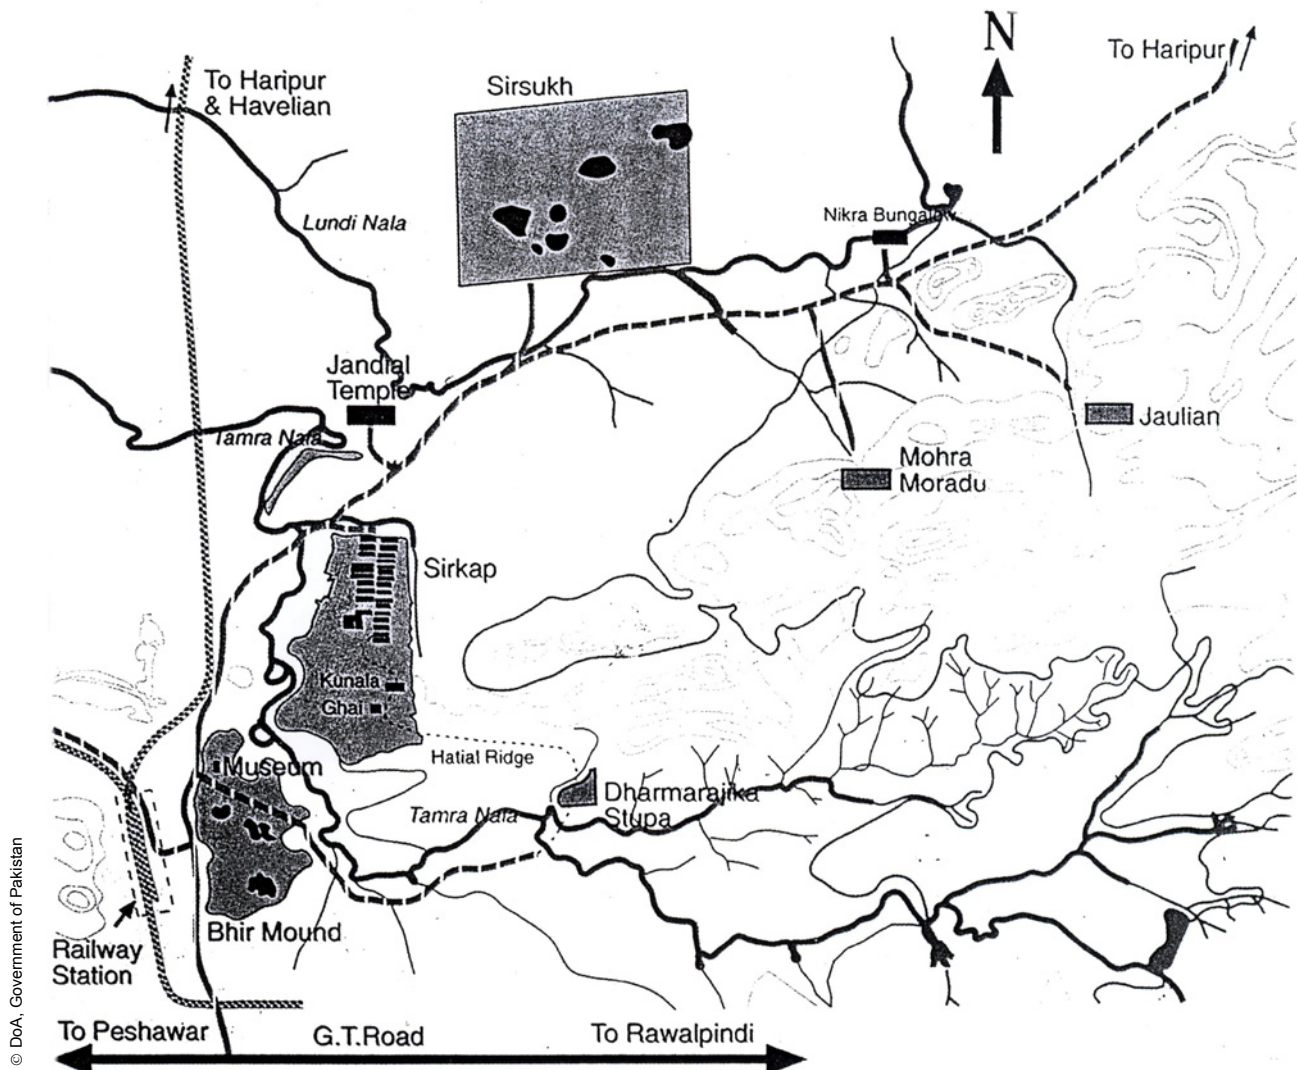 N
To Haripur
To Haripur
& Havelian
Sirsukh
Lundi Nala
Nikra Bungalow
Jandial
Temple
Tamra Nala
Jaulian
Mohra
Moradu
Sirkap
Kunala
Ghai
Hatial Ridge
Museum
Dharmarajika
Stupa
Tamra Nala
Bhir Mound
Railway
Station
To Peshawar
G.T.Road
To Rawalpindi
© DoA, Government of Pakistan